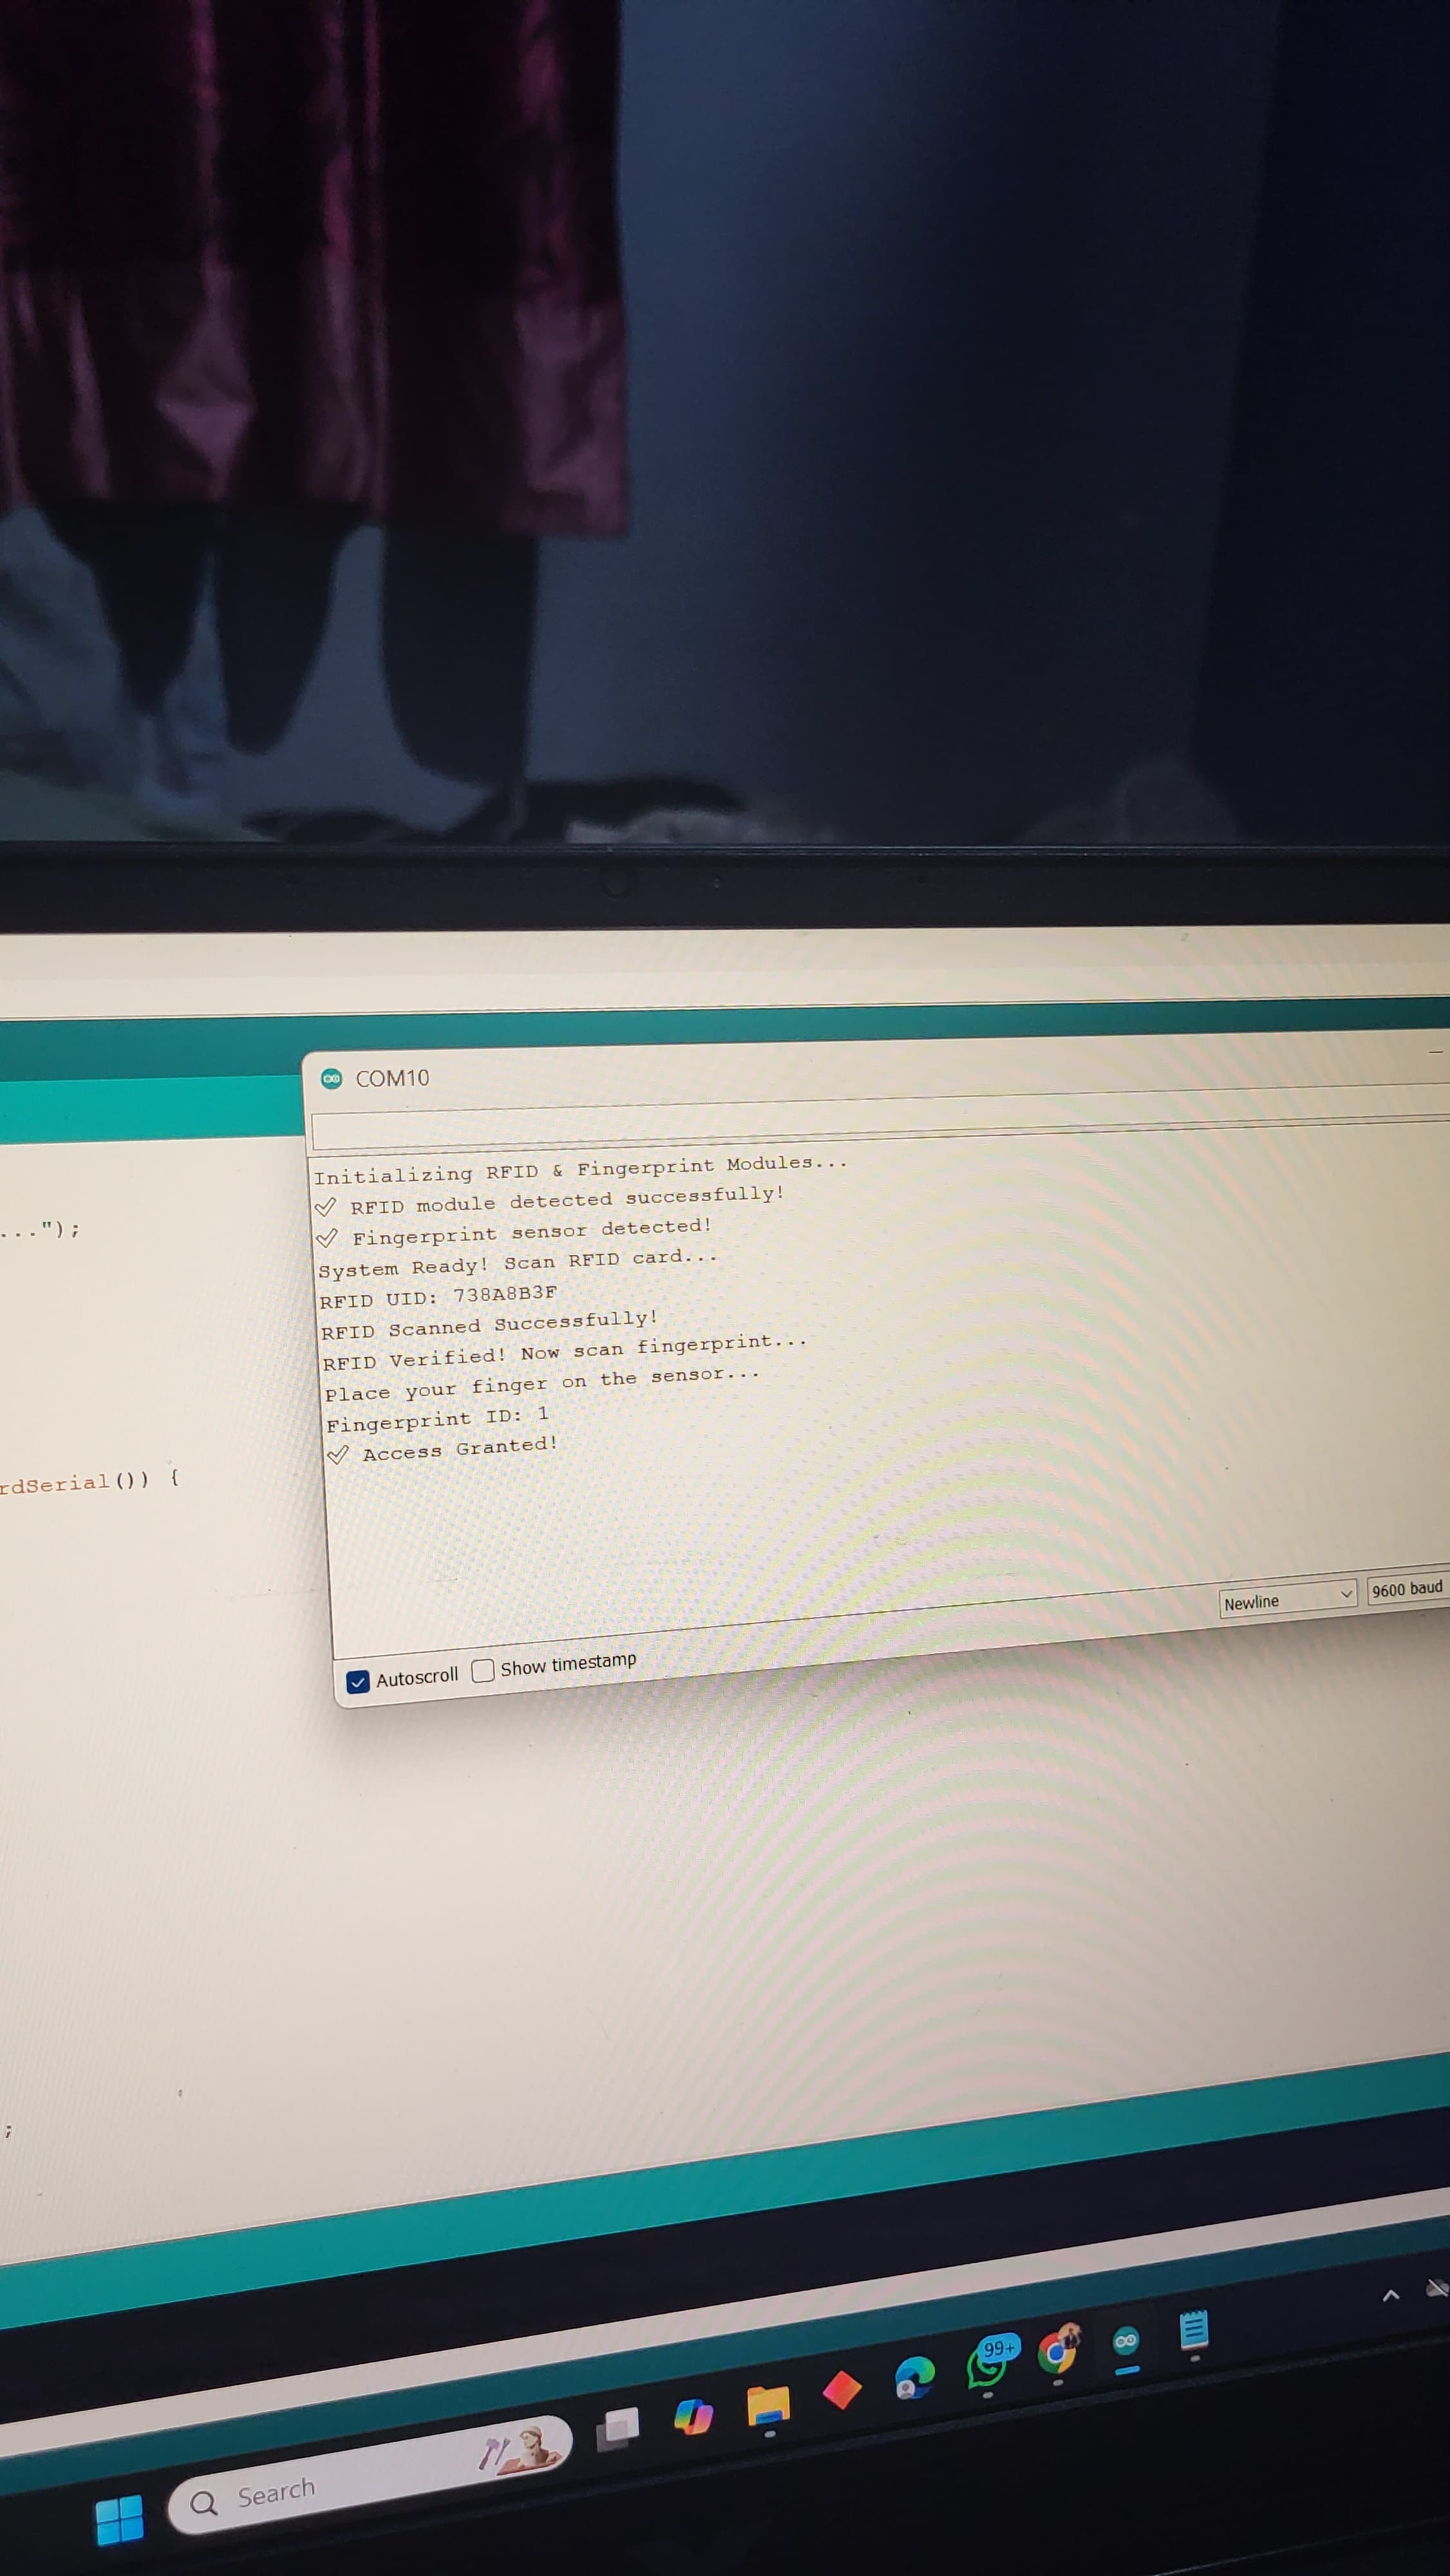 COM10
Initializing RFID & Fingerprint Modules...
✓ RFID module detected successfully!
✓ Fingerprint sensor detected!
System Ready! Scan RFID card...
RFID UID: 738A8B3F
RFID Scanned Successfully!
RFID Verified! Now scan fingerprint...
Place your finger on the sensor...
Fingerprint ID: 1
✓ Access Granted!
...");
rdSerial()) {
;
Newline
9600 baud
Autoscroll
Show timestamp
99+
Search